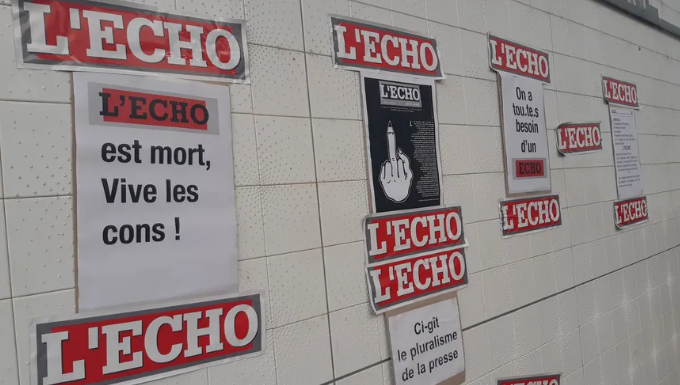 L'ECHO
L'ECHO
est mort,
Vive les
cons !
L'ECHO
L'ECHO
L'ECHO
L'ECHO
L'ECHO
Ci-gît
le pluralisme
de la presse
L'ECHO
On a
tou.te.s
besoin
d'un
ECHO
L'ECHO
L'ECHO
L'ECHO
L'ECHO
L'ECHO